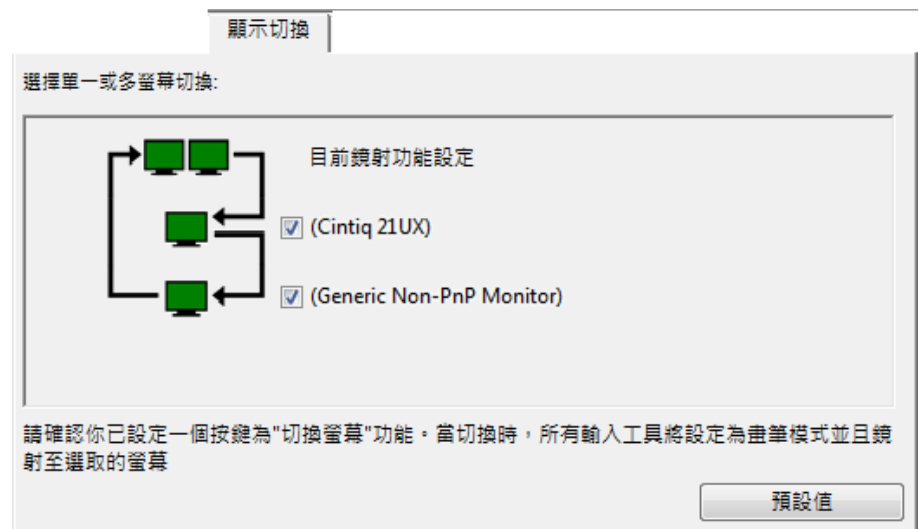 顯示切換
選擇單一或多螢幕切換:
目前鏡射功能設定
(Cintiq 21UX)
(Generic Non-PnP Monitor)
請確認你已設定一個按鍵為"切換螢幕"功能。當切換時，所有輸入工具將設定為畫筆模式並且鏡
射至選取的螢幕
預設值